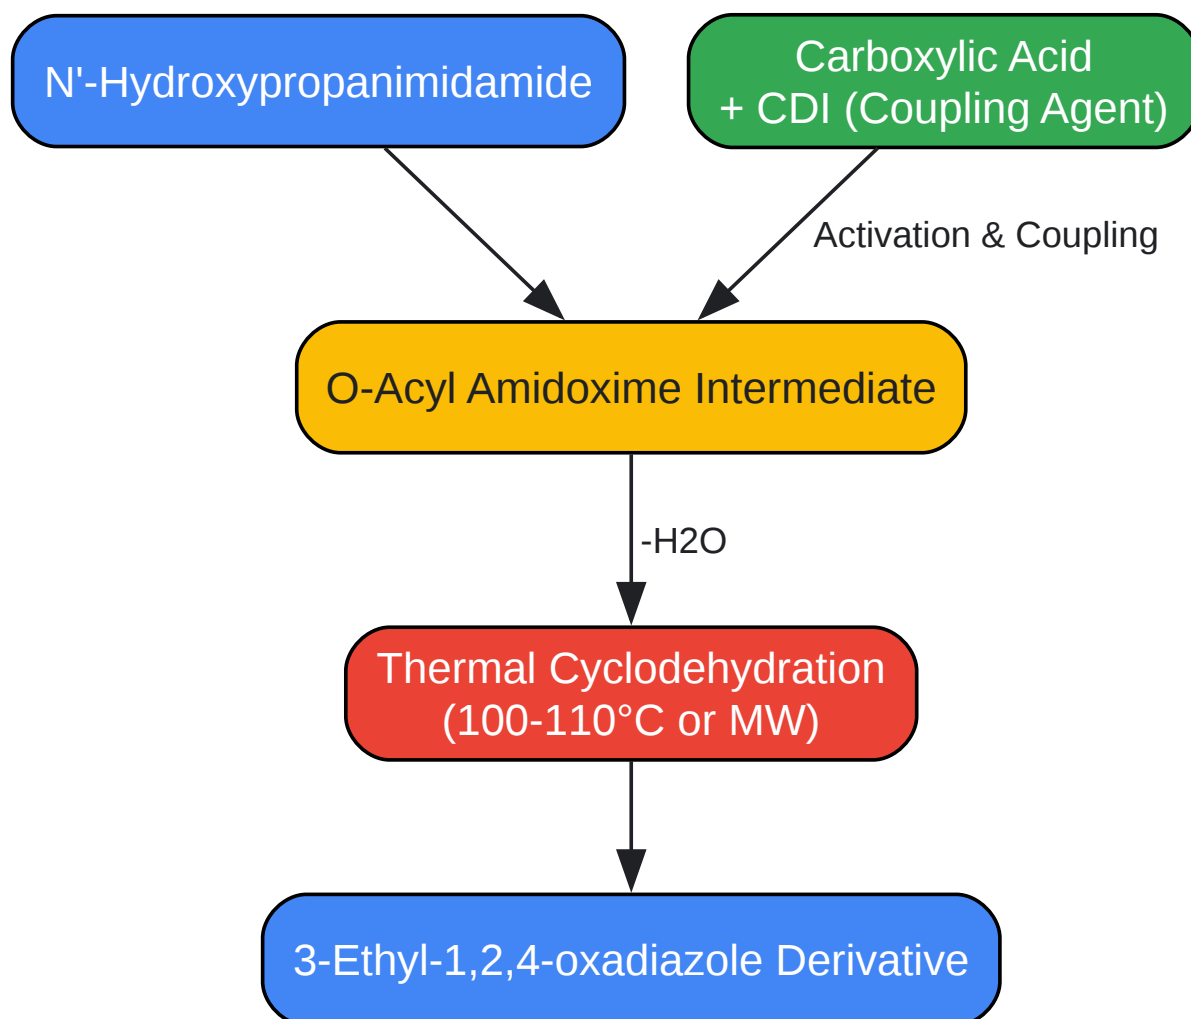 N'-Hydroxypropanimidamide
Carboxylic Acid
+ CDI (Coupling Agent)
Activation & Coupling
O-Acyl Amidoxime Intermediate
-H2O
Thermal Cyclodehydration
(100-110°C or MW)
3-Ethyl-1,2,4-oxadiazole Derivative